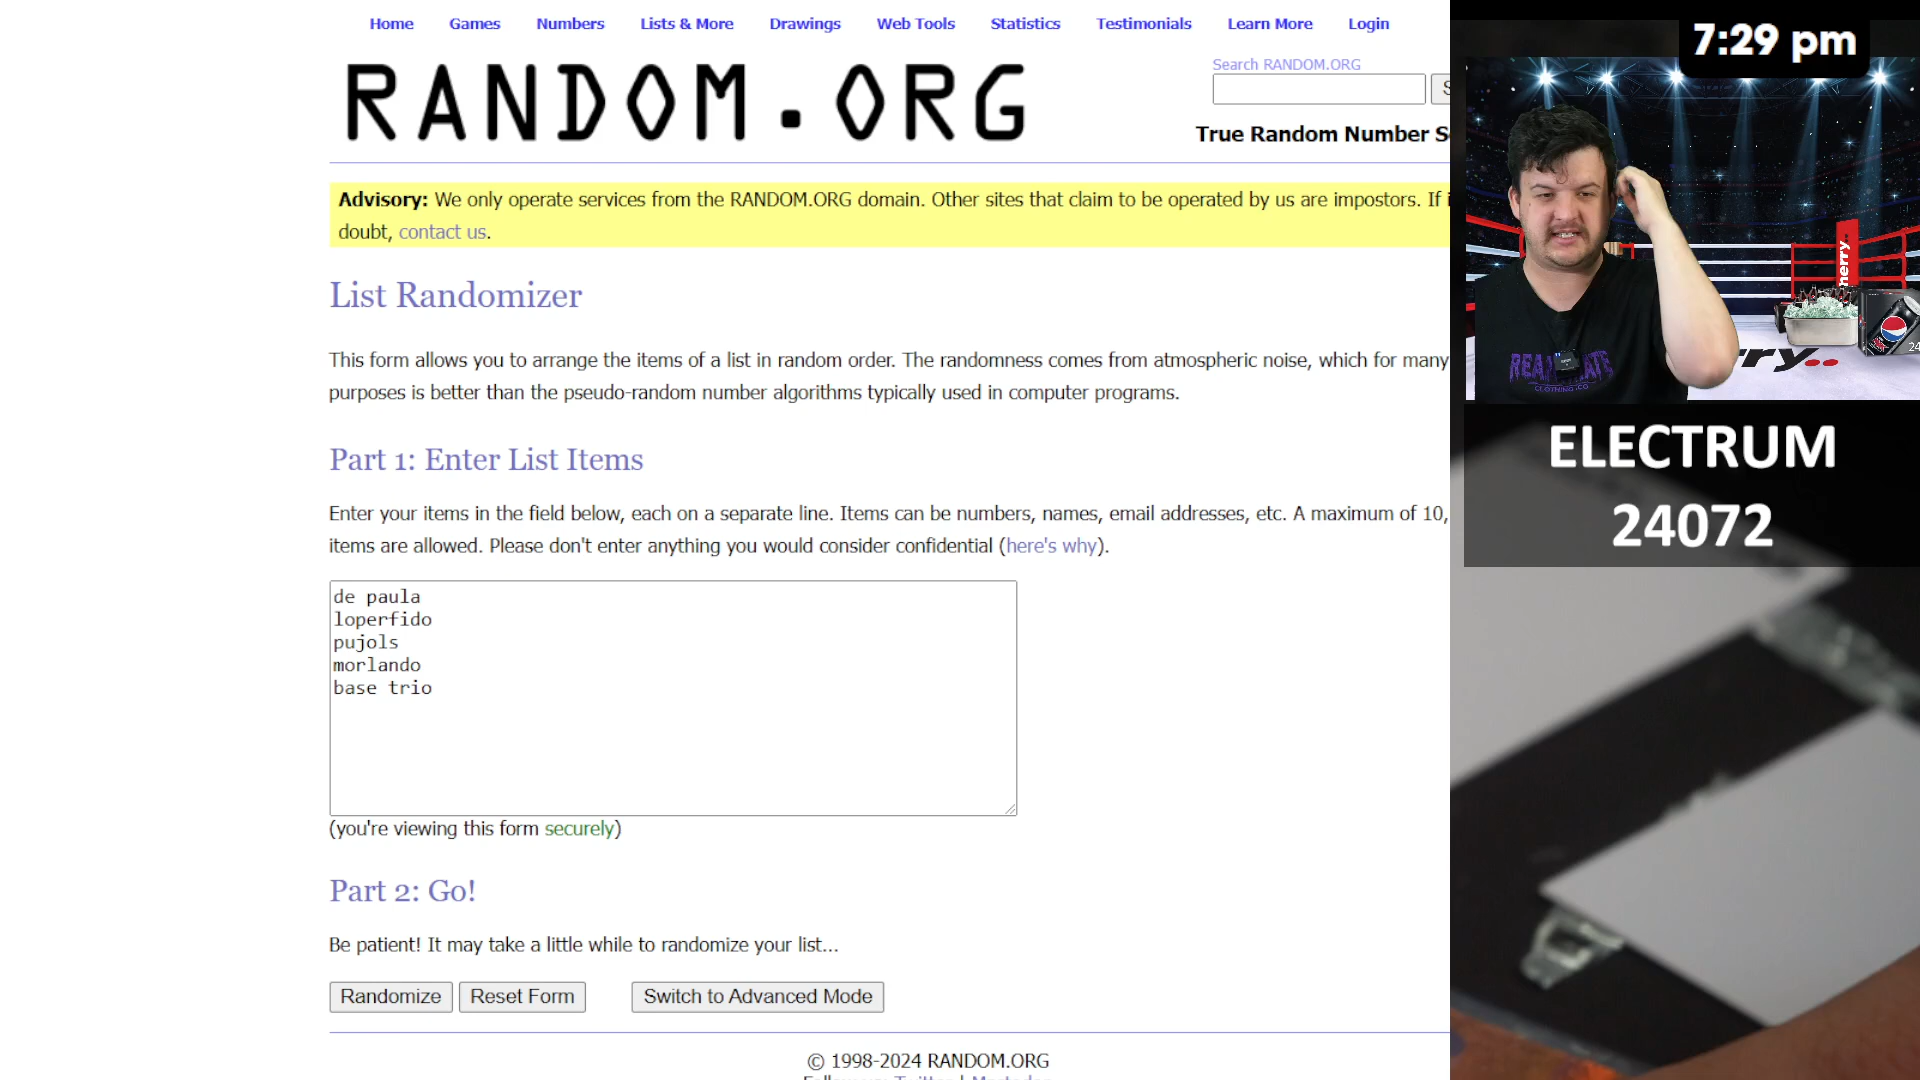 Home Games Numbers Lists & More Drawings Web Tools Statistics Testimonials Learn More Login
RANDOM.ORG
Search RANDOM.ORG
True Random Number
Advisory: We only operate services from the RANDOM.ORG domain. Other sites that claim to be operated by us are impostors. If
doubt, contact us.
List Randomizer
This form allows you to arrange the items of a list in random order. The randomness comes from atmospheric noise, which for many
purposes is better than the pseudo-random number algorithms typically used in computer programs.
Part 1: Enter List Items
Enter your items in the field below, each on a separate line. Items can be numbers, names, email addresses, etc. A maximum of 10,
items are allowed. Please don't enter anything you would consider confidential (here's why).
de paula
loperfido
pujols
morlando
base trio
(you're viewing this form securely)
Part 2: Go!
Be patient! It may take a little while to randomize your list...
Randomize Reset Form Switch to Advanced Mode
© 1998-2024 RANDOM.ORG
7:29 pm
herry
24
rry..
CLOTHING CO
ELECTRUM
24072